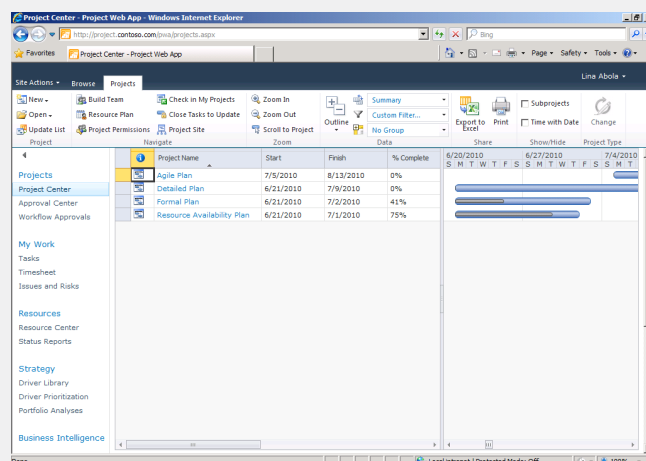 Project Center - Project Web App - Windows Internet Explorer
http://project.contoso.com/pwa/projects.aspx
Bing
Favorites
Project Center - Project Web App
Page
Safety
Tools
Lina Abola
Site Actions
Browse
Projects
New
Build Team
Check in My Projects
Zoom In
Summary
Subprojects
Open
Resource Plan
Close Tasks to Update
Zoom Out
Custom Filter...
Outline
Export to Excel
Print
Time with Date
Change
Update List
Project Permissions
Project Site
Scroll to Project
No Group
Project
Navigate
Zoom
Data
Share
Show/Hide
Project Type
Project Name
Start
Finish
% Complete
6/20/2010
6/27/2010
7/4/2010
S M T W T F S S M T W T F S S M T
Agile Plan 7/5/2010 8/13/2010 0%
Detailed Plan 6/21/2010 7/9/2010 0%
Formal Plan 6/21/2010 7/2/2010 41%
Resource Availability Plan 6/21/2010 7/1/2010 75%
Projects
Project Center
Approval Center
Workflow Approvals
My Work
Tasks
Timesheet
Issues and Risks
Resources
Resource Center
Status Reports
Strategy
Driver Library
Driver Prioritization
Portfolio Analyses
Business Intelligence